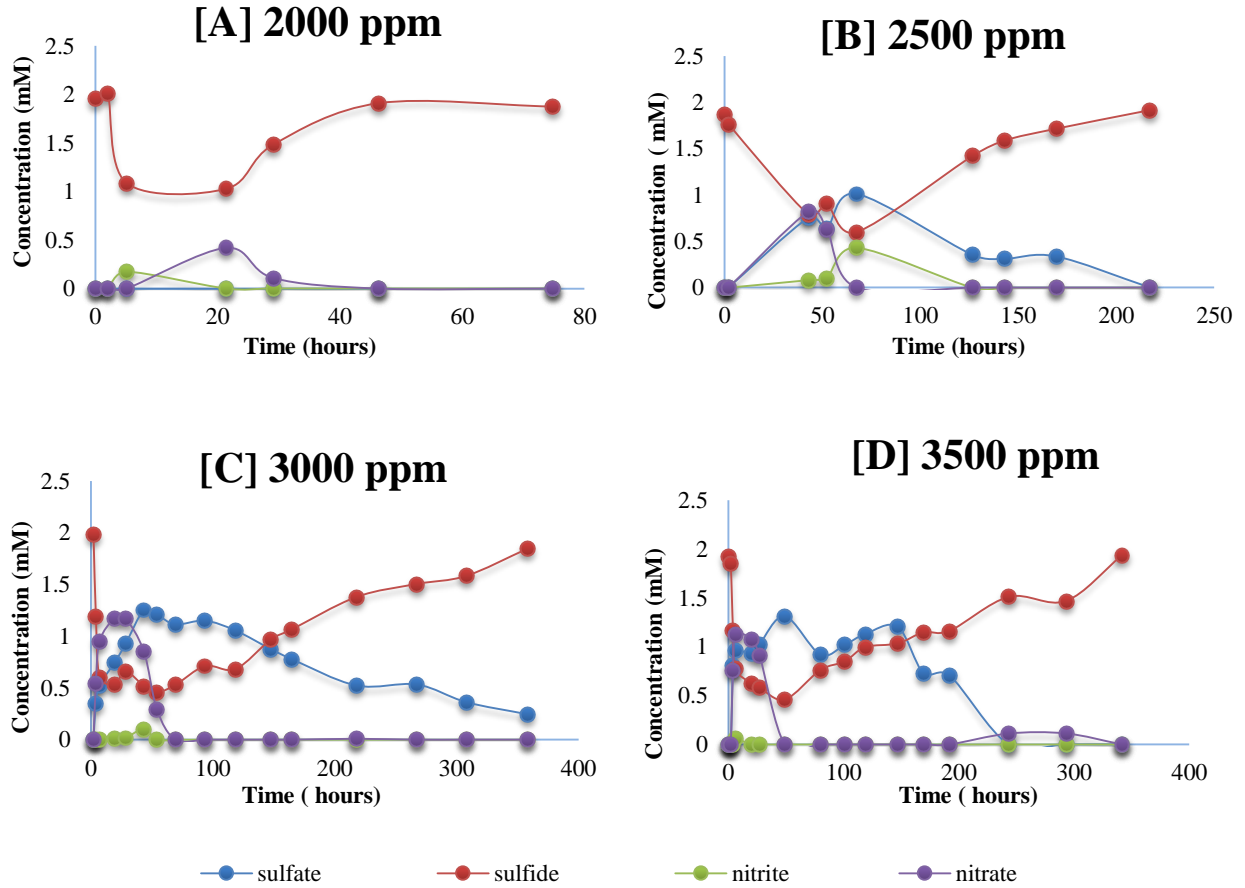 [A] 2000 ppm
2.5
2
1.5
1
0.5
0
Concentration (mM)
0 20 40 60 80
Time (hours)
[B] 2500 ppm
2.5
2
1.5
1
0.5
0
Concentration ( mM)
0 50 100 150 200 250
Time (hours)
[C] 3000 ppm
2.5
2
1.5
1
0.5
0
Concentration (mM)
0 100 200 300 400
Time ( hours)
[D] 3500 ppm
2.5
2
1.5
1
0.5
0
Concentration (mM)
0 100 200 300 400
Time ( hours)
sulfate sulfide nitrite nitrate